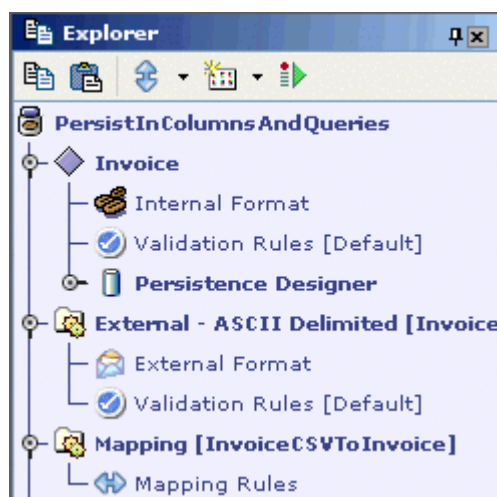 Explorer
PersistInColumnsAndQueries
Invoice
Internal Format
Validation Rules [Default]
Persistence Designer
External - ASCII Delimited [Invoice
External Format
Validation Rules [Default]
Mapping [InvoiceCSVToInvoice]
Mapping Rules